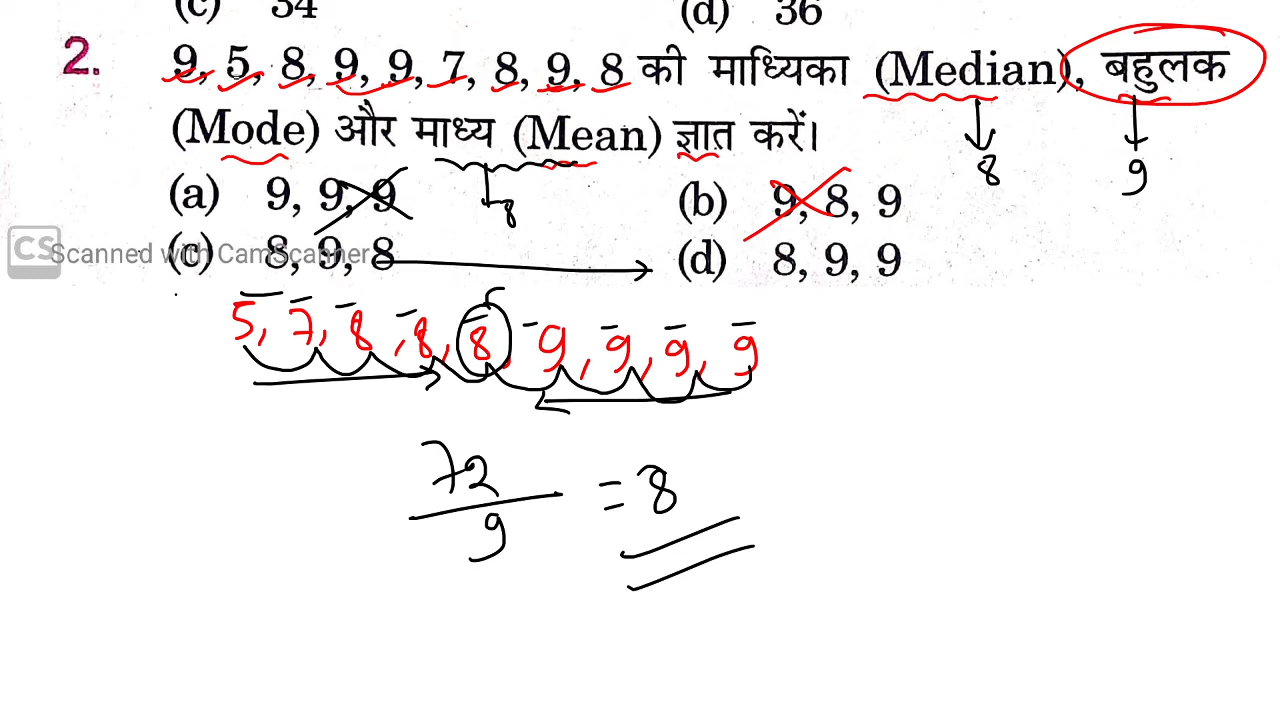 (c) 34 (d) 36
2. 9, 5, 8, 9, 9, 7, 8, 9, 8 की माध्यिका (Median), बहुलक
(Mode) और माध्य (Mean) ज्ञात करें।
8 9
(a) 9, 9, 9 8 (b) 9, 8, 9
CS Scanned with CamScanner
(c) 8, 9, 8 (d) 8, 9, 9
5, 7, 8, 8, 8, 9, 9, 9, 9
72
9
= 8